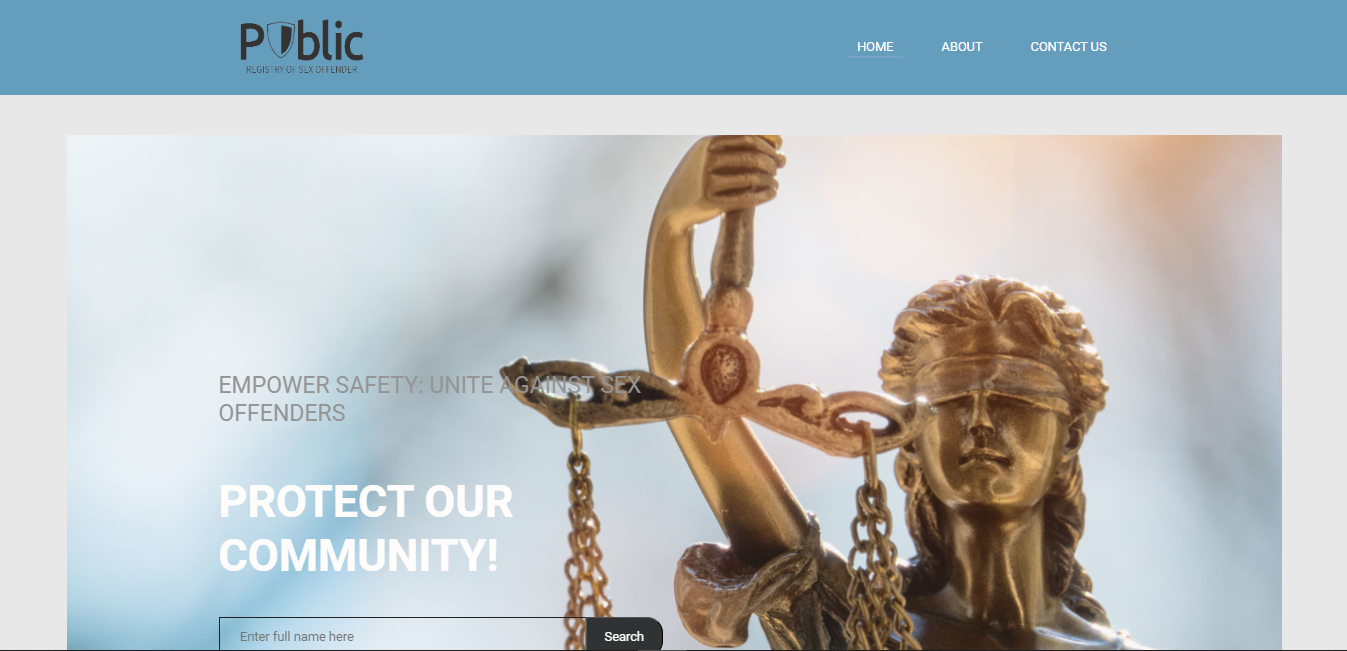 Public
REGISTRY OF SEX OFFENDER
HOME ABOUT CONTACT US
EMPOWER SAFETY: UNITE AGAINST SEX
OFFENDERS
PROTECT OUR
COMMUNITY!
Enter full name here Search